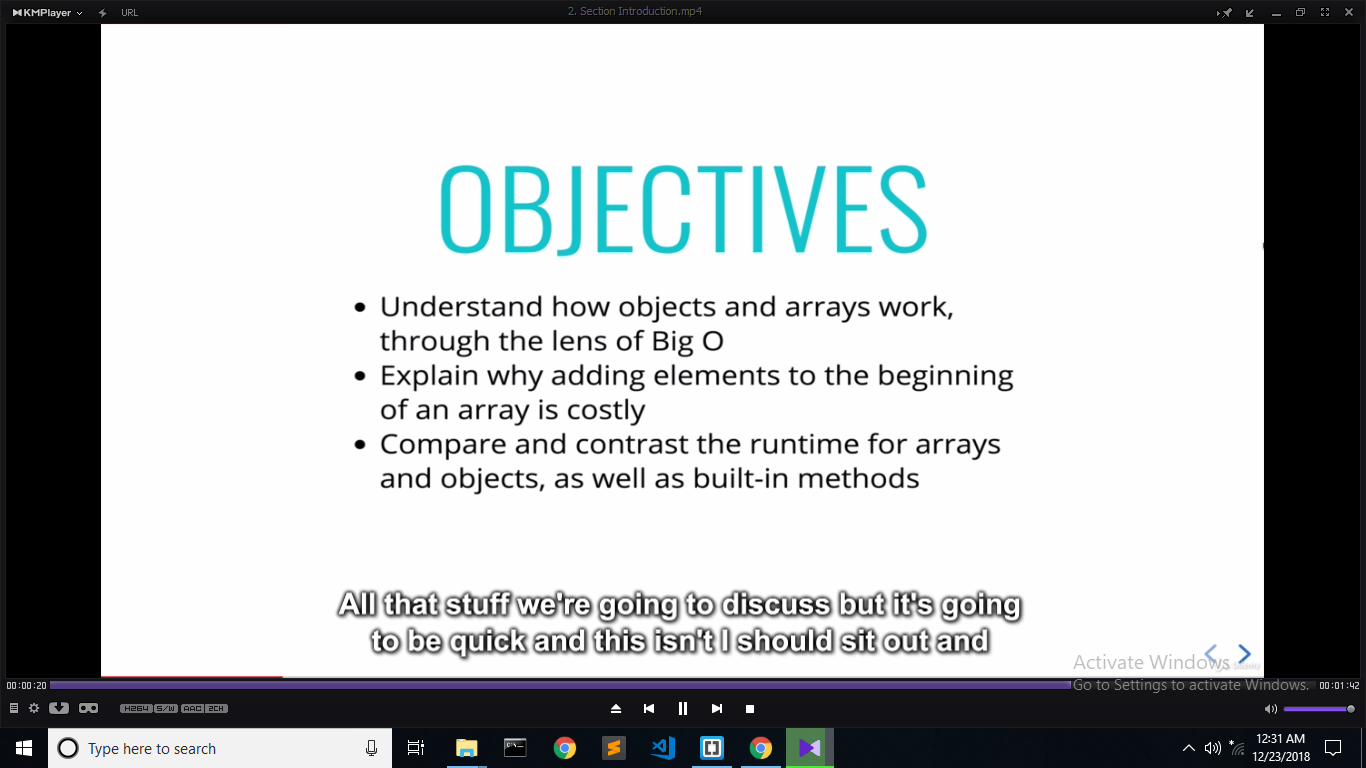 KMPlayer
URL
2. Section Introduction.mp4
OBJECTIVES
• Understand how objects and arrays work,
through the lens of Big O
• Explain why adding elements to the beginning
of an array is costly
• Compare and contrast the runtime for arrays
and objects, as well as built-in methods
All that stuff we're going to discuss but it's going
to be quick and this isn't I should sit out and
Activate Windows
Go to Settings to activate Windows.
00:00:20
00:01:42
H264 S/W AAC 2CH
Type here to search
12:31 AM
12/23/2018